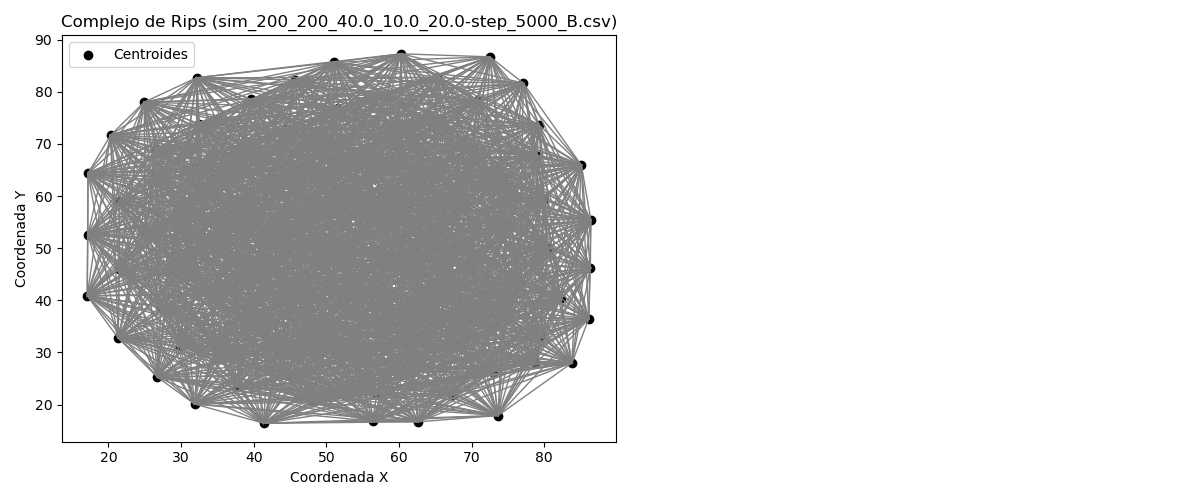 Complejo de Rips (sim_200_200_40.0_10.0_20.0-step_5000_B.csv)
Centroides
90
80
70
60
50
40
30
20
Coordenada Y
20 30 40 50 60 70 80
Coordenada X